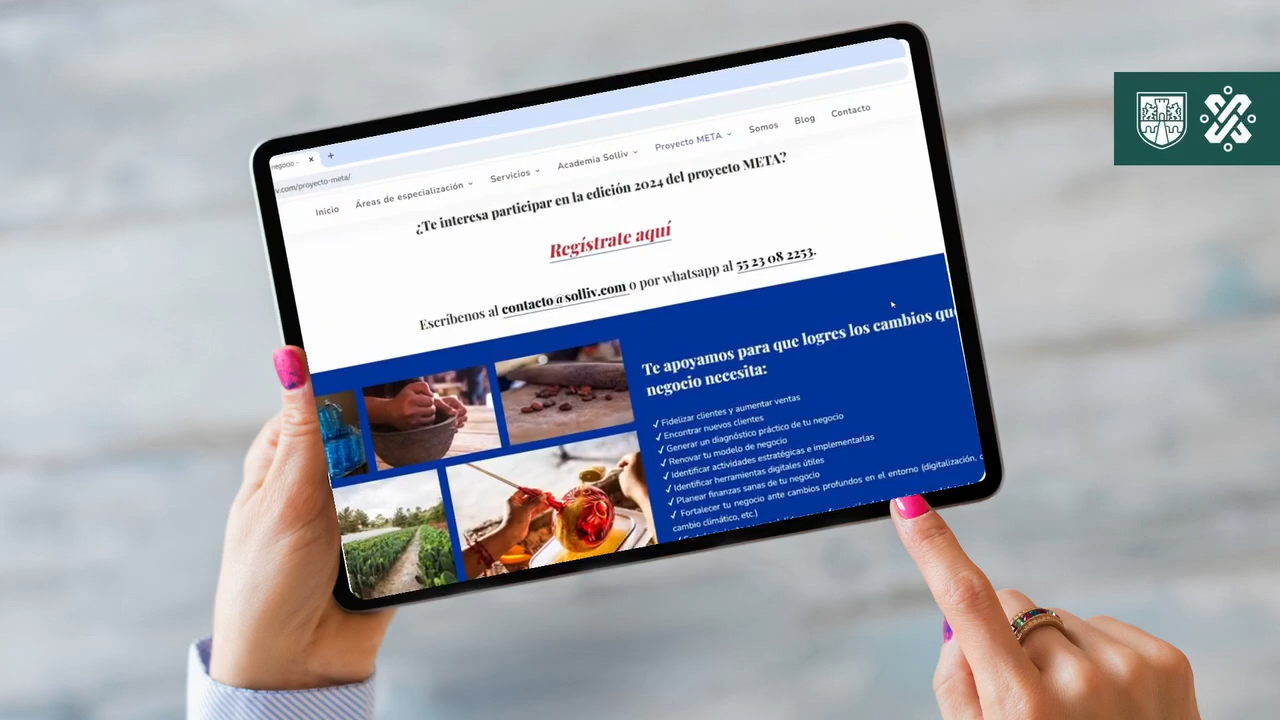 negocio -
v.com/proyecto-meta/
Inicio Áreas de especialización Servicios Academia Solliv Proyecto META Somos Blog Contacto
¿Te interesa participar en la edición 2024 del proyecto META?
Regístrate aquí
Escríbenos al contacto@solliv.com o por whatsapp al 55 23 08 2253.
Te apoyamos para que logres los cambios qu
negocio necesita:
✓ Fidelizar clientes y aumentar ventas
✓ Encontrar nuevos clientes
✓ Generar un diagnóstico práctico de tu negocio
✓ Renovar tu modelo de negocio
✓ Identificar actividades estratégicas e implementarlas
✓ Identificar herramientas digitales útiles
✓ Planear finanzas sanas de tu negocio
✓ Fortalecer tu negocio ante cambios profundos en el entorno (digitalización,
cambio climático, etc.)